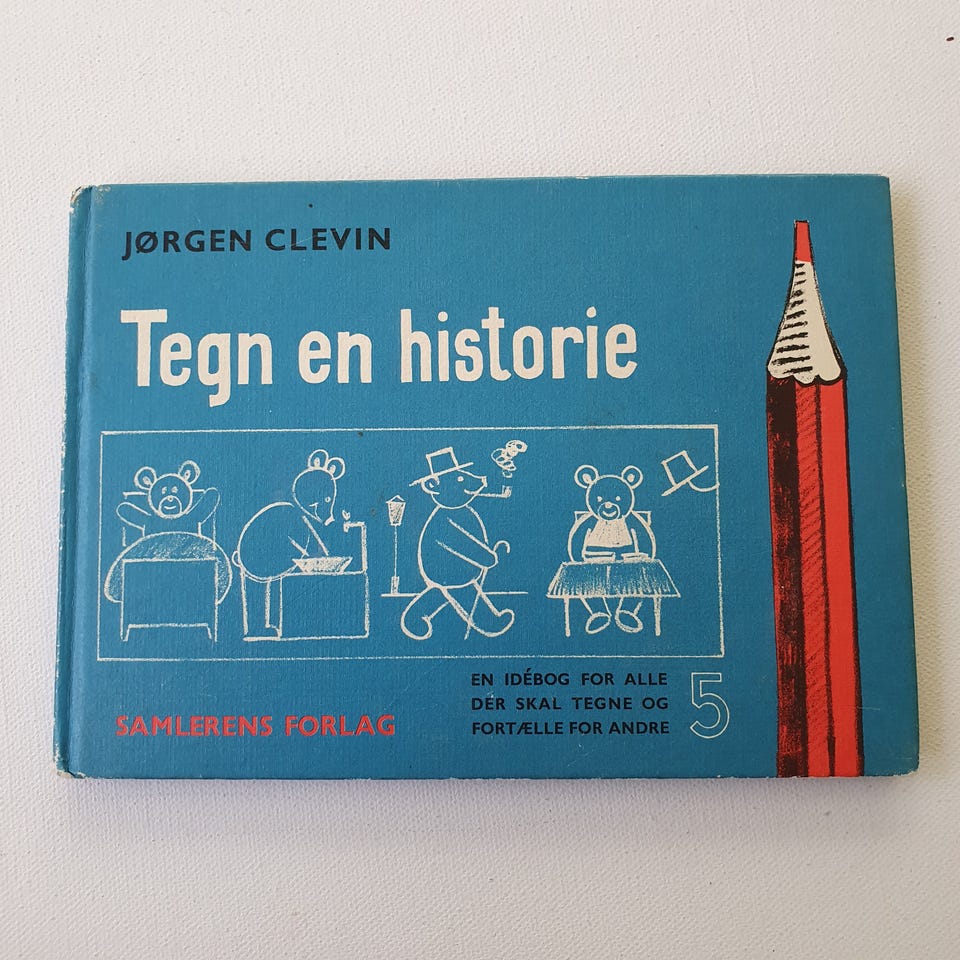 JØRGEN CLEVIN
Tegn en historie
EN IDÉBOG FOR ALLE
DER SKAL TEGNE OG
FORTÆLLE FOR ANDRE
5
SAMLERENS FORLAG